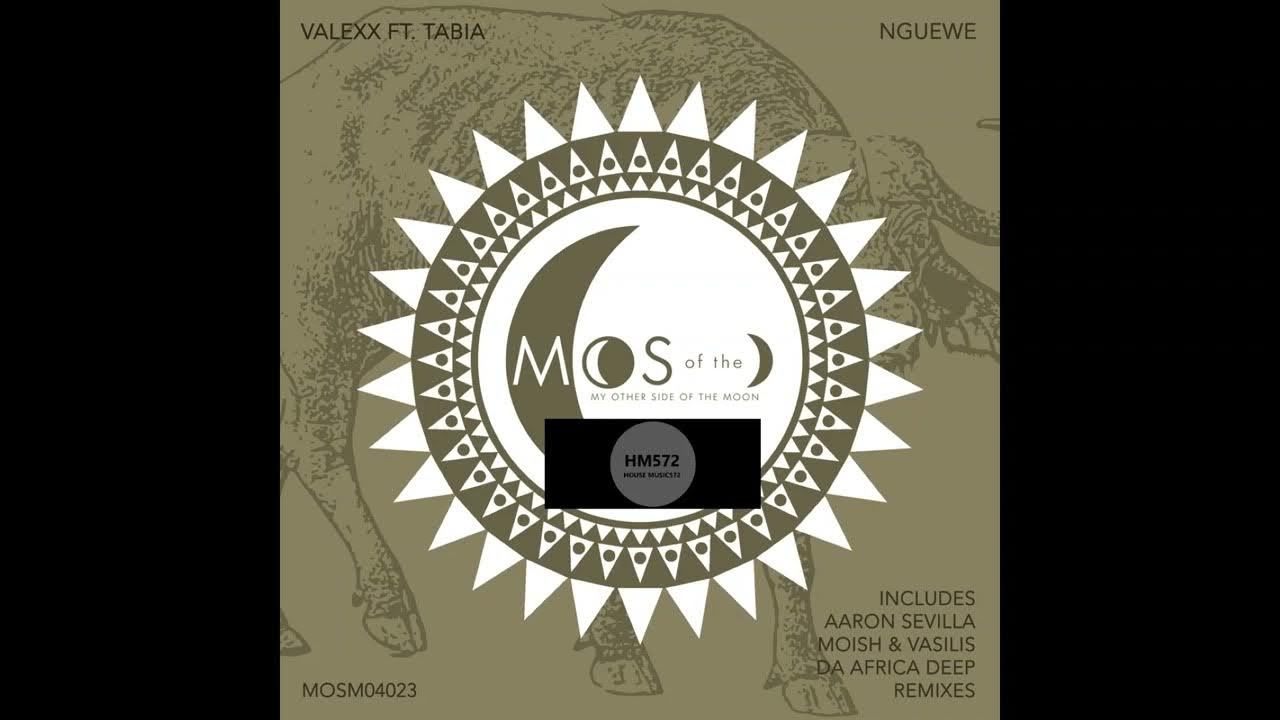 VALEXX FT. TABIA
NGUEWE
MOS of the
MY OTHER SIDE OF THE MOON
HM572
HOUSE MUSIC572
INCLUDES
AARON SEVILLA
MOISH & VASILIS
DA AFRICA DEEP
REMIXES
MOSM04023